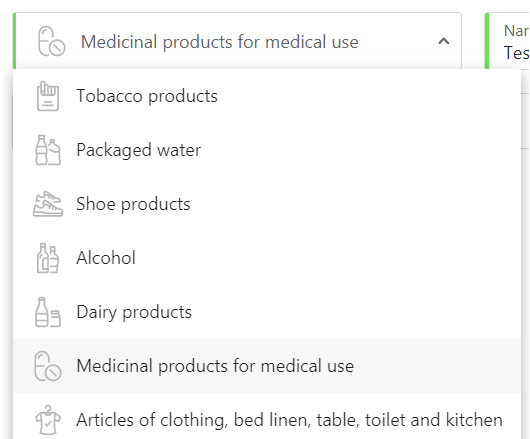 Medicinal products for medical use
Tobacco products
Packaged water
Shoe products
Alcohol
Dairy products
Medicinal products for medical use
Articles of clothing, bed linen, table, toilet and kitchen